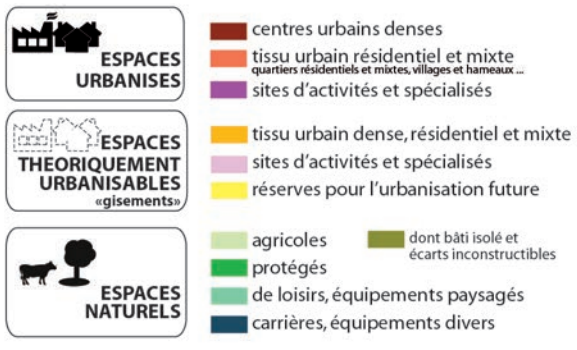 ESPACES
URBANISES
centres urbains denses
tissu urbain résidentiel et mixte
quartiers résidentiels et mixtes, villages et hameaux ...
sites d'activités et spécialisés
ESPACES
THEORIQUEMENT
URBANISABLES
«gisements»
tissu urbain dense, résidentiel et mixte
sites d'activités et spécialisés
réserves pour l'urbanisation future
ESPACES
NATURELS
agricoles
dont bâti isolé et
écarts inconstructibles
protégés
de loisirs, équipements paysagés
carrières, équipements divers